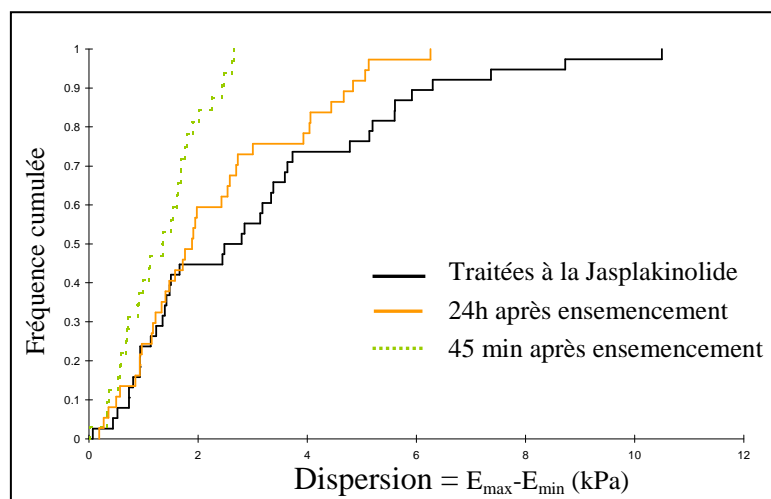 Fréquence cumulée
1
0.9
0.8
0.7
0.6
0.5
0.4
0.3
0.2
0.1
0
Traitées à la Jasplakinolide
24h après ensemencement
45 min après ensemencement
0 2 4 6 8 10 12
Dispersion = Emax-Emin (kPa)